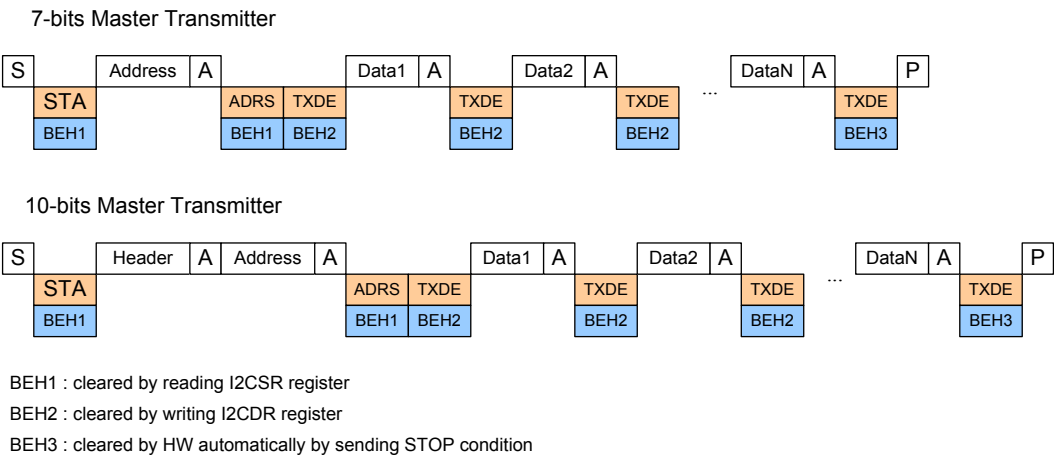 7-bits Master Transmitter
S Address A Data1 A Data2 A ... DataN A P
STA ADRS TXDE TXDE TXDE TXDE
BEH1 BEH1 BEH2 BEH2 BEH2 BEH3
10-bits Master Transmitter
S Header A Address A Data1 A Data2 A ... DataN A P
STA ADRS TXDE TXDE TXDE TXDE
BEH1 BEH1 BEH2 BEH2 BEH2 BEH3
BEH1 : cleared by reading I2CSR register
BEH2 : cleared by writing I2CDR register
BEH3 : cleared by HW automatically by sending STOP condition